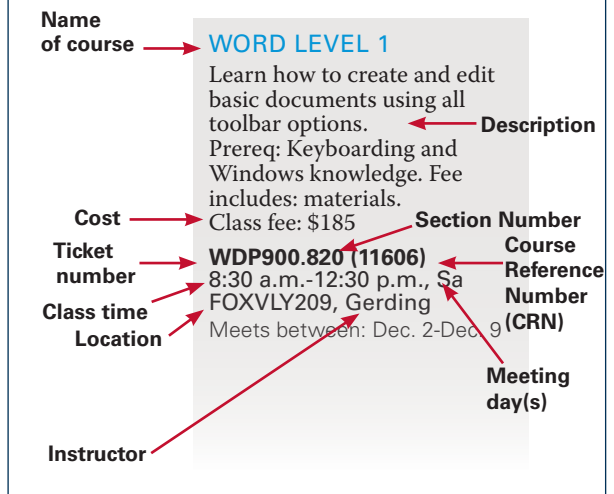 Name
of course
WORD LEVEL 1
Learn how to create and edit
basic documents using all
toolbar options.
Description
Prereq: Keyboarding and
Windows knowledge. Fee
includes: materials.
Cost
Class fee: $185
Section Number
Ticket
number
WDP900.820 (11606)
Course
Reference
Number
(CRN)
Class time
8:30 a.m.-12:30 p.m., Sa
Location
FOXVLY209, Gerding
Meets between: Dec. 2-Dec. 9
Meeting
day(s)
Instructor